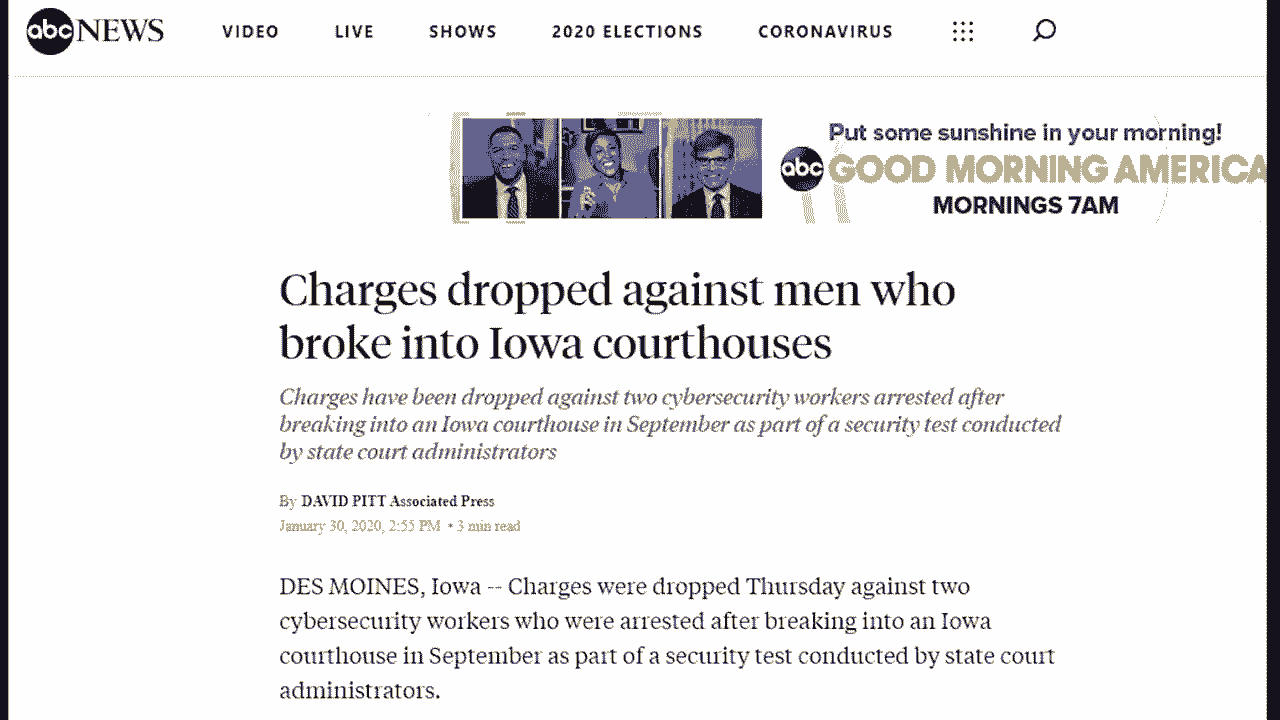 abc NEWS VIDEO LIVE SHOWS 2020 ELECTIONS CORONAVIRUS
Put some sunshine in your morning!
abc GOOD MORNING AMERICA
MORNINGS 7AM
Charges dropped against men who
broke into Iowa courthouses
Charges have been dropped against two cybersecurity workers arrested after
breaking into an Iowa courthouse in September as part of a security test conducted
by state court administrators
By DAVID PITT Associated Press
January 30, 2020, 2:55 PM • 3 min read
DES MOINES, Iowa -- Charges were dropped Thursday against two
cybersecurity workers who were arrested after breaking into an Iowa
courthouse in September as part of a security test conducted by state court
administrators.